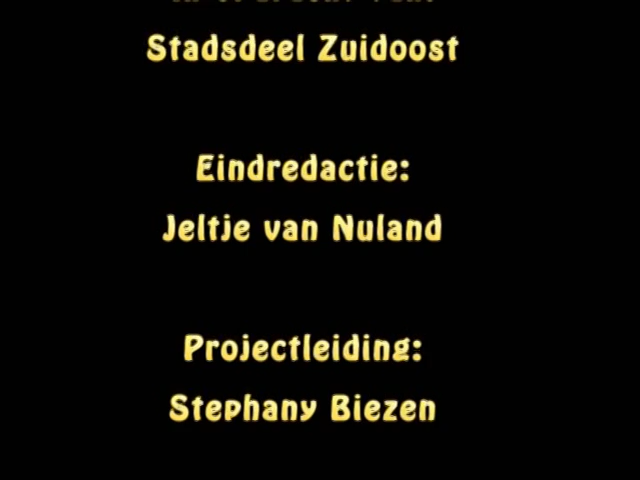 Stadsdeel Zuidoost
Eindredactie:
Jeltje van Nuland
Projectleiding:
Stephany Biezen